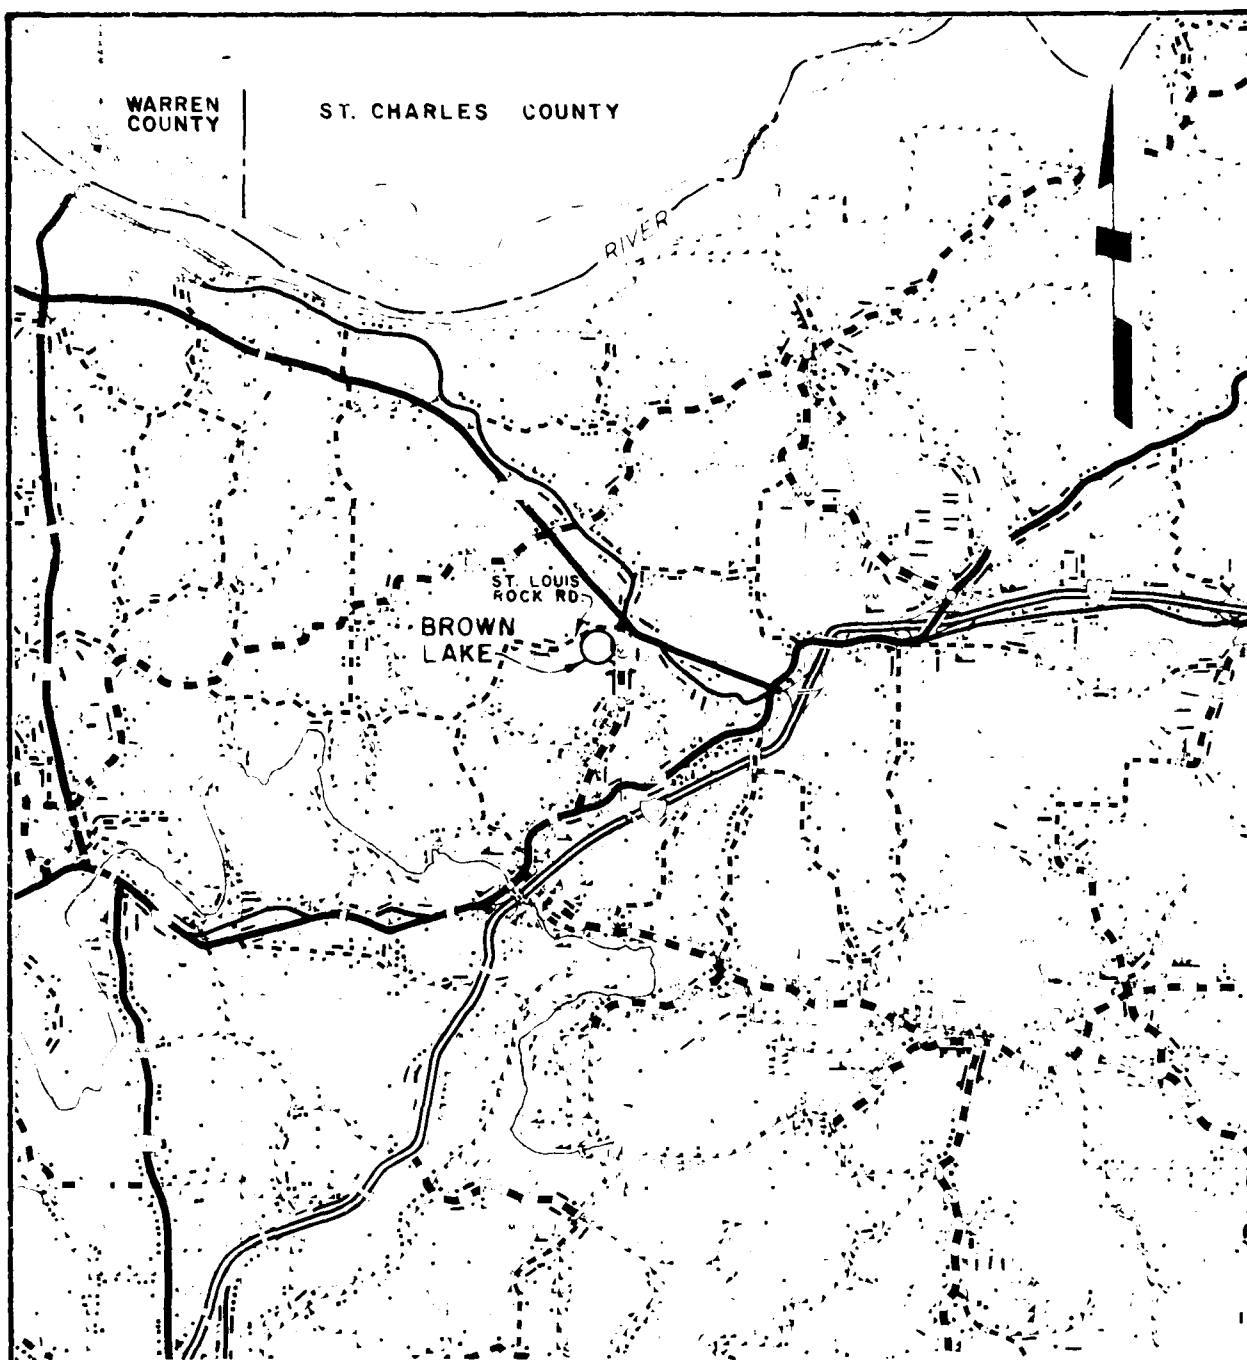 WARREN
COUNTY
ST. CHARLES COUNTY
RIVER
ST. LOUIS
ROCK RD.
BROWN
LAKE